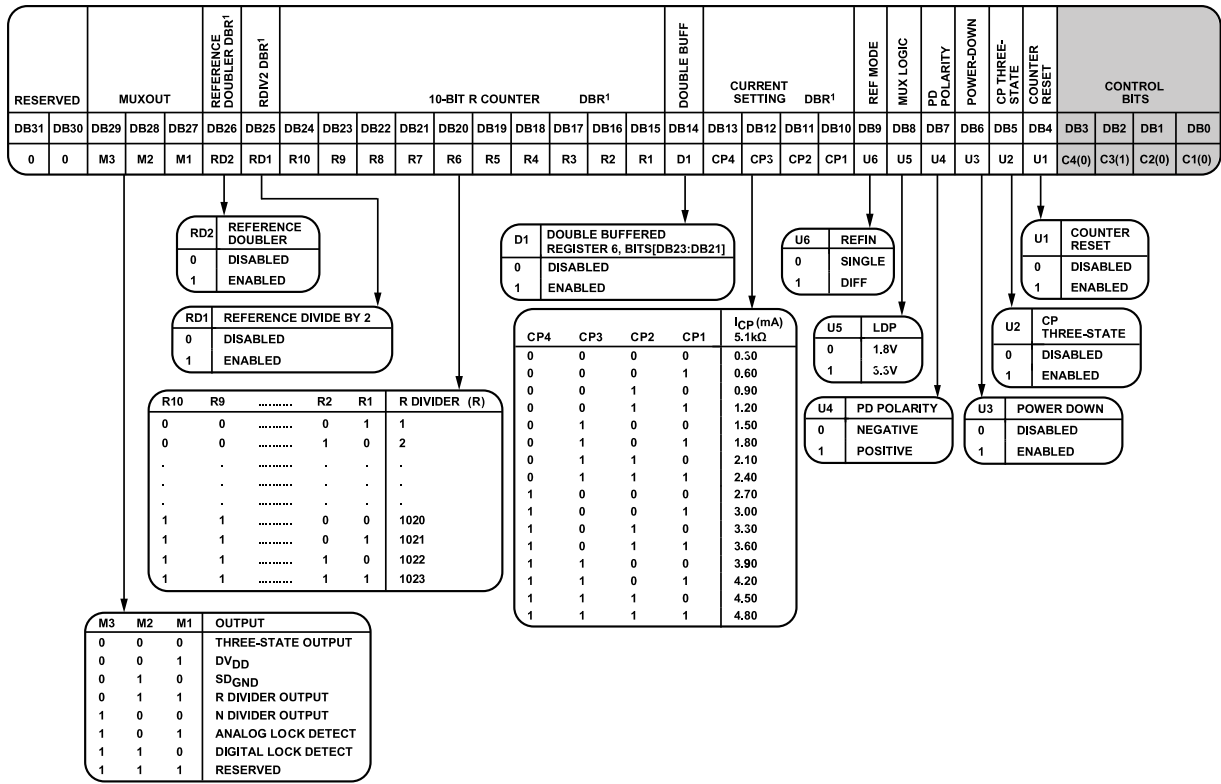 RESERVED
MUXOUT
REFERENCE
DOUBLER DBR1
RDIV2 DBR1
10-BIT R COUNTER DBR1
DOUBLE BUFF
CURRENT
SETTING DBR1
REF MODE
MUX LOGIC
PD
POLARITY
POWER-DOWN
CP THREE-
STATE
COUNTER
RESET
CONTROL
BITS
DB31 DB30 DB29 DB28 DB27 DB26 DB25 DB24 DB23 DB22 DB21 DB20 DB19 DB18 DB17 DB16 DB15 DB14 DB13 DB12 DB11 DB10 DB9 DB8 DB7 DB6 DB5 DB4 DB3 DB2 DB1 DB0
0 0 M3 M2 M1 RD2 RD1 R10 R9 R8 R7 R6 R5 R4 R3 R2 R1 D1 CP4 CP3 CP2 CP1 U6 U5 U4 U3 U2 U1 C4(0) C3(1) C2(0) C1(0)
RD2 REFERENCE
DOUBLER
0 DISABLED
1 ENABLED
RD1 REFERENCE DIVIDE BY 2
0 DISABLED
1 ENABLED
R10 R9 .......... R2 R1 R DIVIDER (R)
0 0 .......... 0 1 1
0 0 .......... 1 0 2
. . .......... . . .
. . .......... . . .
. . .......... . . .
1 1 .......... 0 0 1020
1 1 .......... 0 1 1021
1 1 .......... 1 0 1022
1 1 .......... 1 1 1023
M3 M2 M1 OUTPUT
0 0 0 THREE-STATE OUTPUT
0 0 1 DVDD
0 1 0 SDGND
0 1 1 R DIVIDER OUTPUT
1 0 0 N DIVIDER OUTPUT
1 0 1 ANALOG LOCK DETECT
1 1 0 DIGITAL LOCK DETECT
1 1 1 RESERVED
D1 DOUBLE BUFFERED
REGISTER 6, BITS[DB23:DB21]
0 DISABLED
1 ENABLED
ICP (mA)
CP4 CP3 CP2 CP1 5.1kΩ
0 0 0 0 0.30
0 0 0 1 0.60
0 0 1 0 0.90
0 0 1 1 1.20
0 1 0 0 1.50
0 1 0 1 1.80
0 1 1 0 2.10
0 1 1 1 2.40
1 0 0 0 2.70
1 0 0 1 3.00
1 0 1 0 3.30
1 0 1 1 3.60
1 1 0 0 3.90
1 1 0 1 4.20
1 1 1 0 4.50
1 1 1 1 4.80
U6 REFIN
0 SINGLE
1 DIFF
U5 LDP
0 1.8V
1 3.3V
U4 PD POLARITY
0 NEGATIVE
1 POSITIVE
U1 COUNTER
RESET
0 DISABLED
1 ENABLED
U2 CP
THREE-STATE
0 DISABLED
1 ENABLED
U3 POWER DOWN
0 DISABLED
1 ENABLED